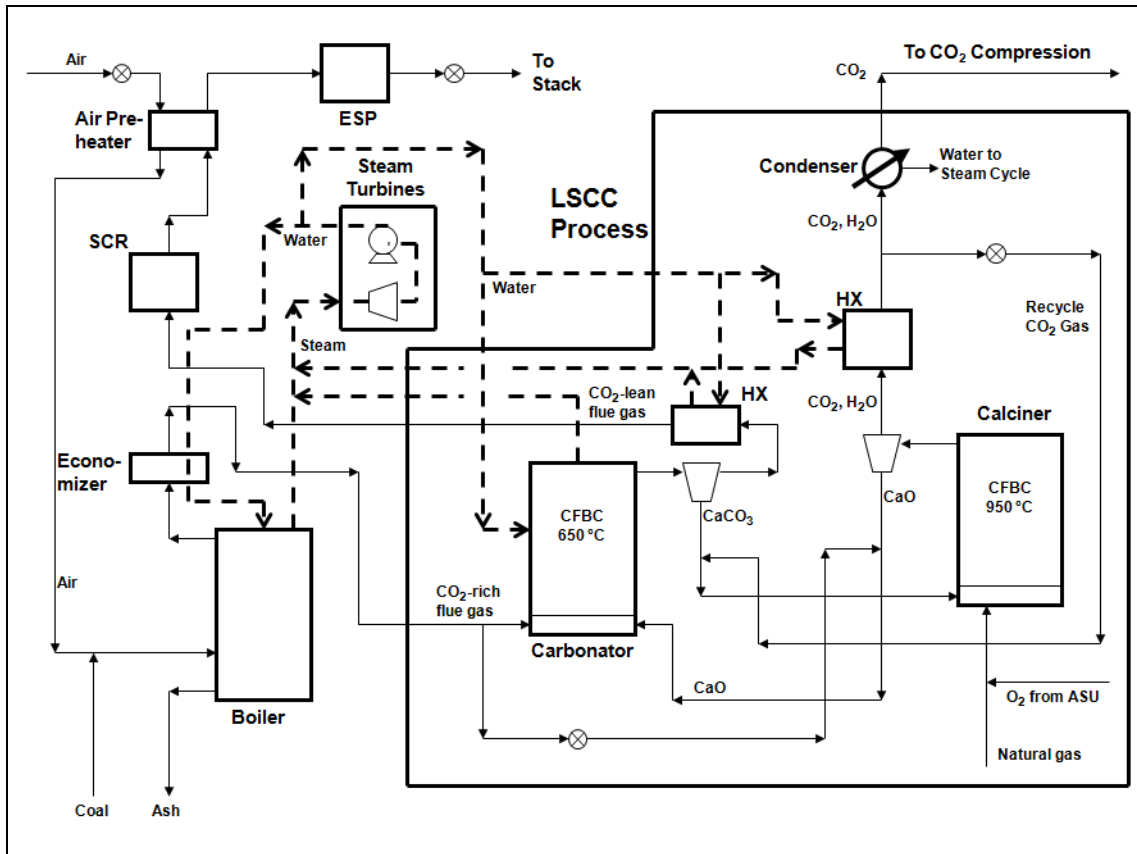 Air
To
Stack
ESP
Air Pre-
heater
To CO₂ Compression
CO₂
Steam
Turbines
Condenser
Water to
Steam Cycle
LSCC
Process
CO₂, H₂O
SCR
Water
Water
HX
Recycle
CO₂ Gas
Steam
CO₂-lean
flue gas
HX
CO₂, H₂O
Calciner
Econo-
mizer
CFBC
650 °C
CaCO₃
CaO
CFBC
950 °C
Air
CO₂-rich
flue gas
Carbonator
CaO
O₂ from ASU
Boiler
Natural gas
Coal
Ash